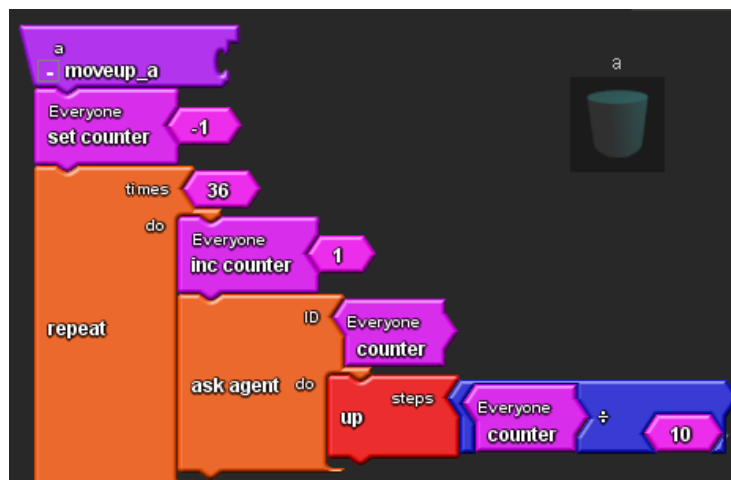 a
a
- moveup_a
Everyone
set counter -1
times 36
do
Everyone
inc counter 1
ID Everyone
counter
repeat
ask agent do
up steps Everyone
counter ÷ 10